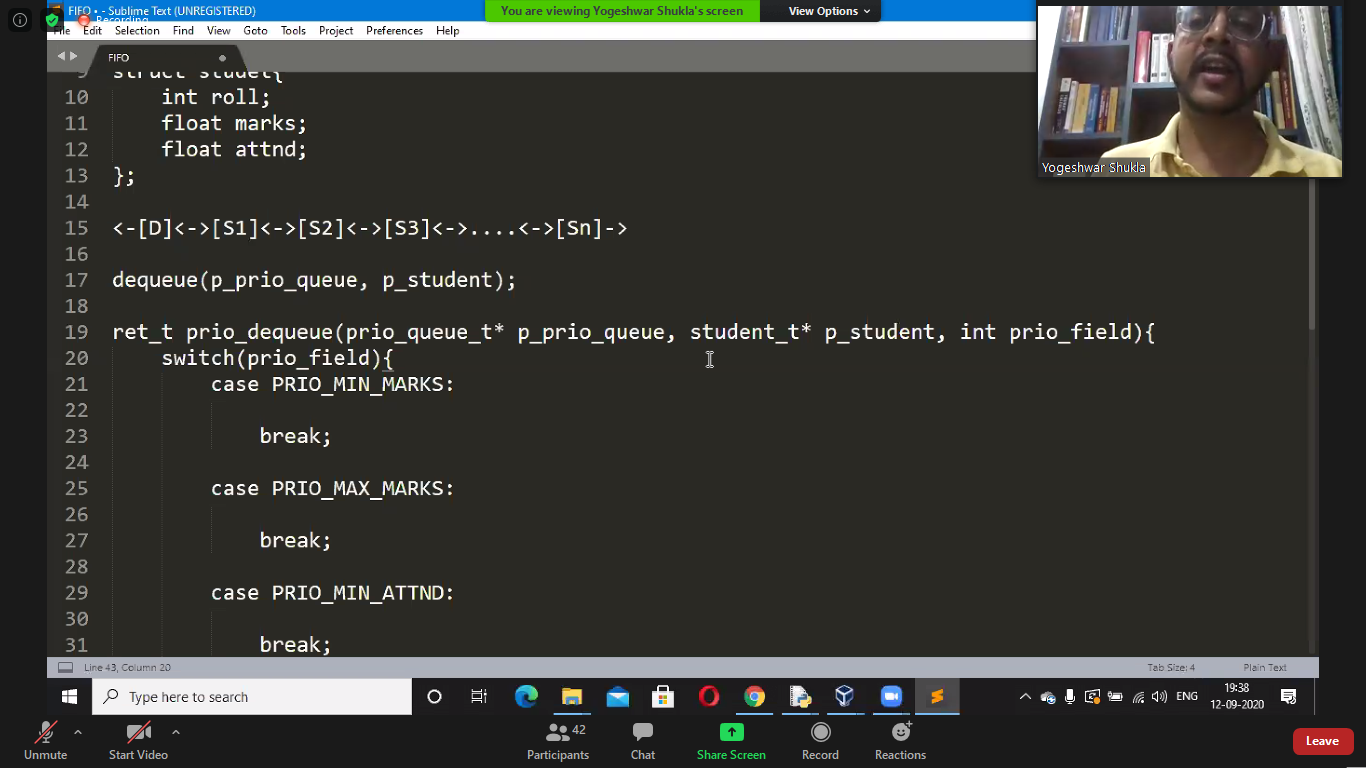 FIFO • - Sublime Text (UNREGISTERED)
You are viewing Yogeshwar Shukla's screen
View Options
Recording
File Edit Selection Find View Goto Tools Project Preferences Help
FIFO
9 struct studet{
10 int roll;
11 float marks;
12 float attnd;
13 };
14
15 <-[D]<->[S1]<->[S2]<->[S3]<->....<->[Sn]->
16
17 dequeue(p_prio_queue, p_student);
18
19 ret_t prio_dequeue(prio_queue_t* p_prio_queue, student_t* p_student, int prio_field){
20 switch(prio_field){
21 case PRIO_MIN_MARKS:
22
23 break;
24
25 case PRIO_MAX_MARKS:
26
27 break;
28
29 case PRIO_MIN_ATTND:
30
31 break;
Yogeshwar Shukla
Line 43, Column 20
Tab Size: 4
Plain Text
Type here to search
ENG
19:38
12-09-2020
Unmute
Start Video
Participants
42
Chat
Share Screen
Record
Reactions
Leave